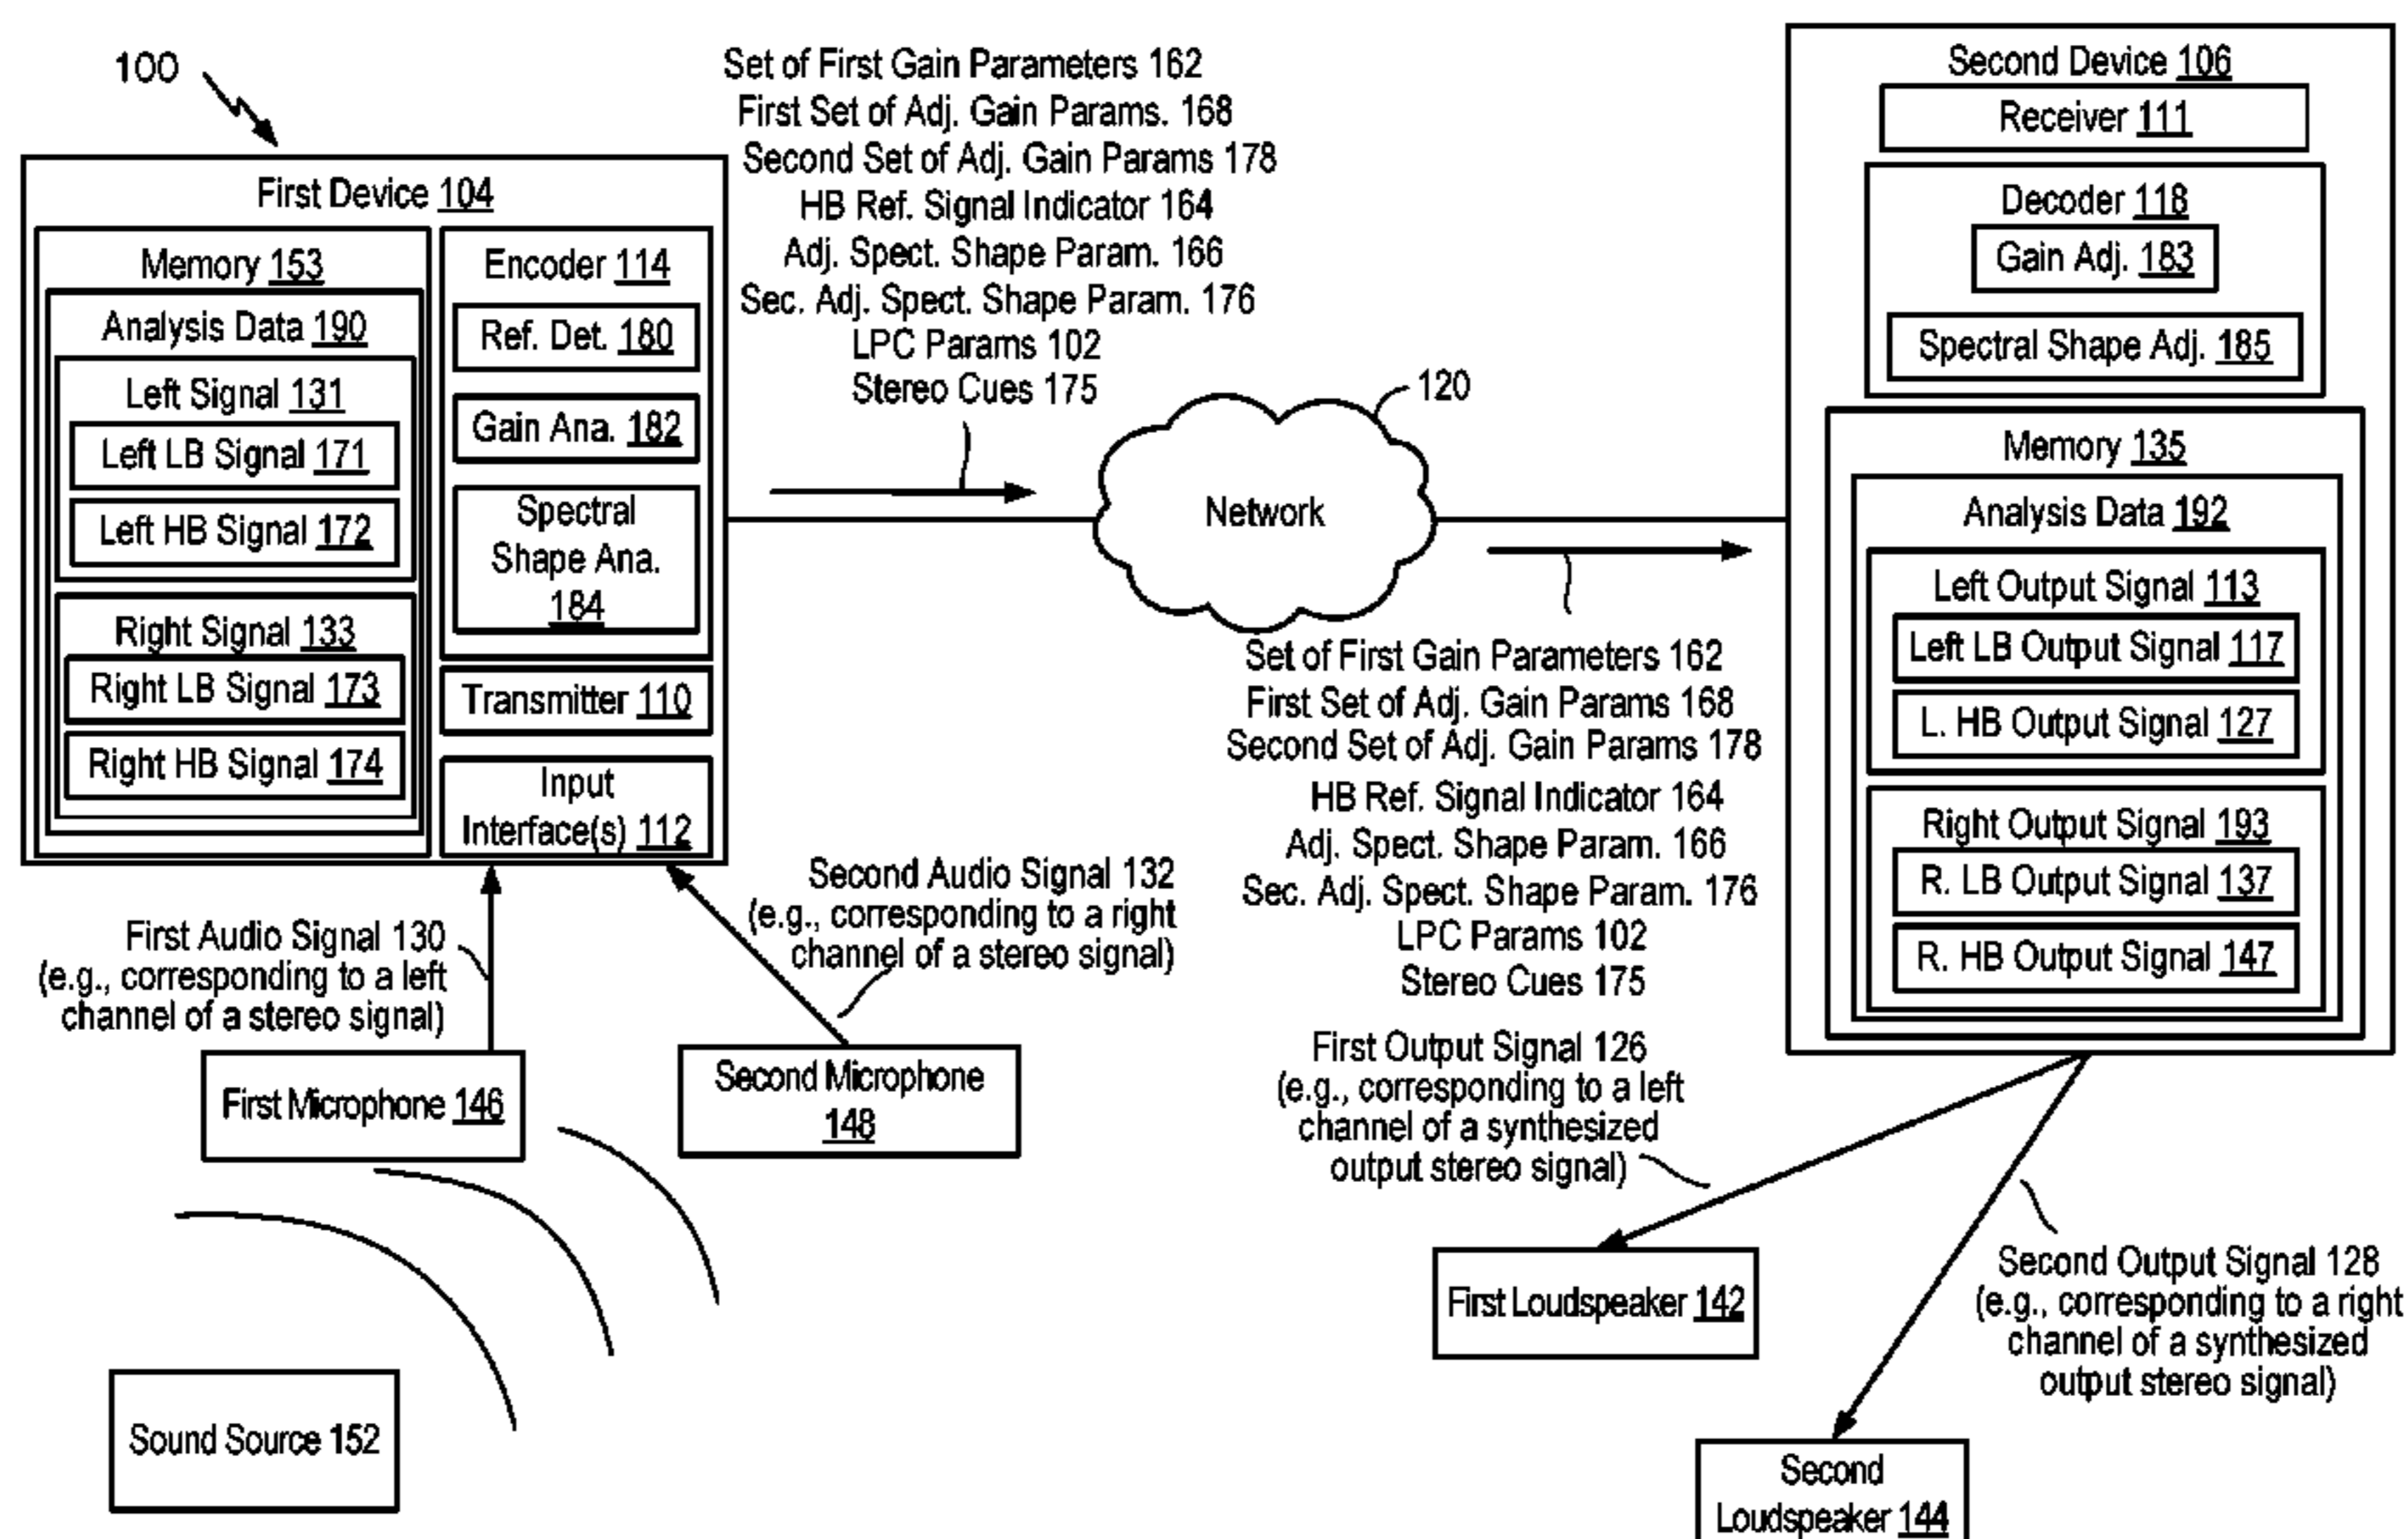 100
Set of First Gain Parameters 162
First Set of Adj. Gain Params. 168
Second Set of Adj. Gain Params 178
HB Ref. Signal Indicator 164
Adj. Spect. Shape Param. 166
Sec. Adj. Spect. Shape Param. 176
LPC Params 102
Stereo Cues 175
First Device 104
Memory 153
Analysis Data 190
Left Signal 131
Left LB Signal 171
Left HB Signal 172
Right Signal 133
Right LB Signal 173
Right HB Signal 174
Encoder 114
Ref. Det. 180
Gain Ana. 182
Spectral
Shape Ana.
184
Transmitter 110
Input
Interface(s) 112
120
Network
Second Device 106
Receiver 111
Decoder 118
Gain Adj. 183
Spectral Shape Adj. 185
Memory 135
Analysis Data 192
Left Output Signal 113
Left LB Output Signal 117
L. HB Output Signal 127
Right Output Signal 193
R. LB Output Signal 137
R. HB Output Signal 147
Set of First Gain Parameters 162
First Set of Adj. Gain Params 168
Second Set of Adj. Gain Params 178
HB Ref. Signal Indicator 164
Adj. Spect. Shape Param. 166
Sec. Adj. Spect. Shape Param. 176
LPC Params 102
Stereo Cues 175
First Audio Signal 130
(e.g., corresponding to a left
channel of a stereo signal)
Second Audio Signal 132
(e.g., corresponding to a right
channel of a stereo signal)
First Microphone 146
Second Microphone
148
Sound Source 152
First Output Signal 126
(e.g., corresponding to a left
channel of a synthesized
output stereo signal)
First Loudspeaker 142
Second Output Signal 128
(e.g., corresponding to a right
channel of a synthesized
output stereo signal)
Second
Loudspeaker 144